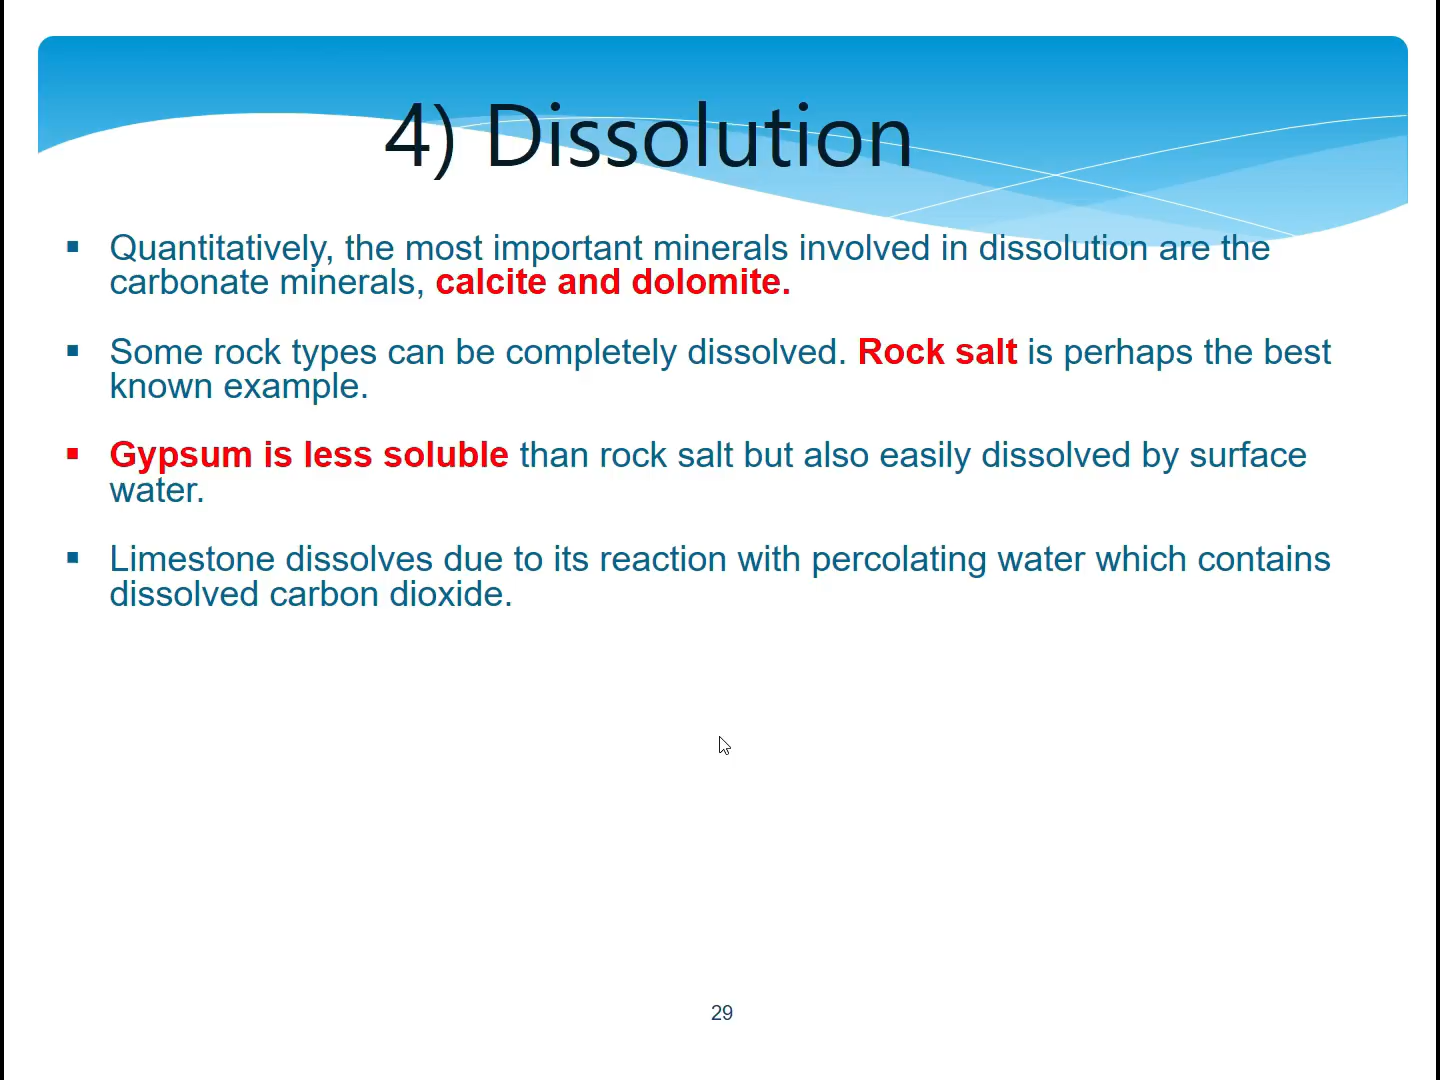 4) Dissolution
▪ Quantitatively, the most important minerals involved in dissolution are the
carbonate minerals, calcite and dolomite.
▪ Some rock types can be completely dissolved. Rock salt is perhaps the best
known example.
▪ Gypsum is less soluble than rock salt but also easily dissolved by surface
water.
▪ Limestone dissolves due to its reaction with percolating water which contains
dissolved carbon dioxide.
29